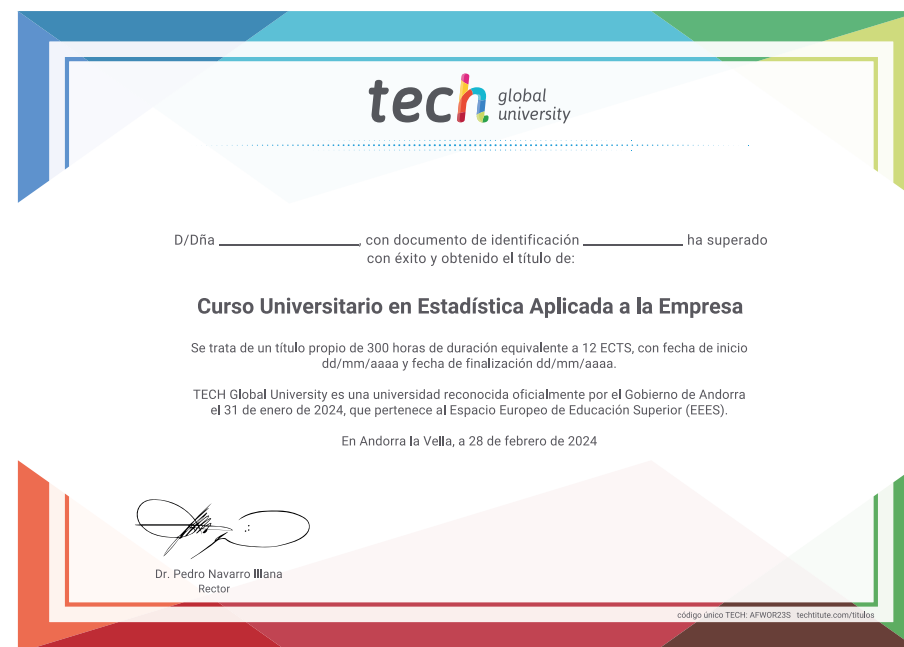 tech global university
D/Dña ____________________, con documento de identificación ______________ ha superado
con éxito y obtenido el título de:
Curso Universitario en Estadística Aplicada a la Empresa
Se trata de un título propio de 300 horas de duración equivalente a 12 ECTS, con fecha de inicio
dd/mm/aaaa y fecha de finalización dd/mm/aaaa.
TECH Global University es una universidad reconocida oficialmente por el Gobierno de Andorra
el 31 de enero de 2024, que pertenece al Espacio Europeo de Educación Superior (EEES).
En Andorra la Vella, a 28 de febrero de 2024
Dr. Pedro Navarro Illana
Rector
código único TECH: AFWOR23S techtitute.com/titulos